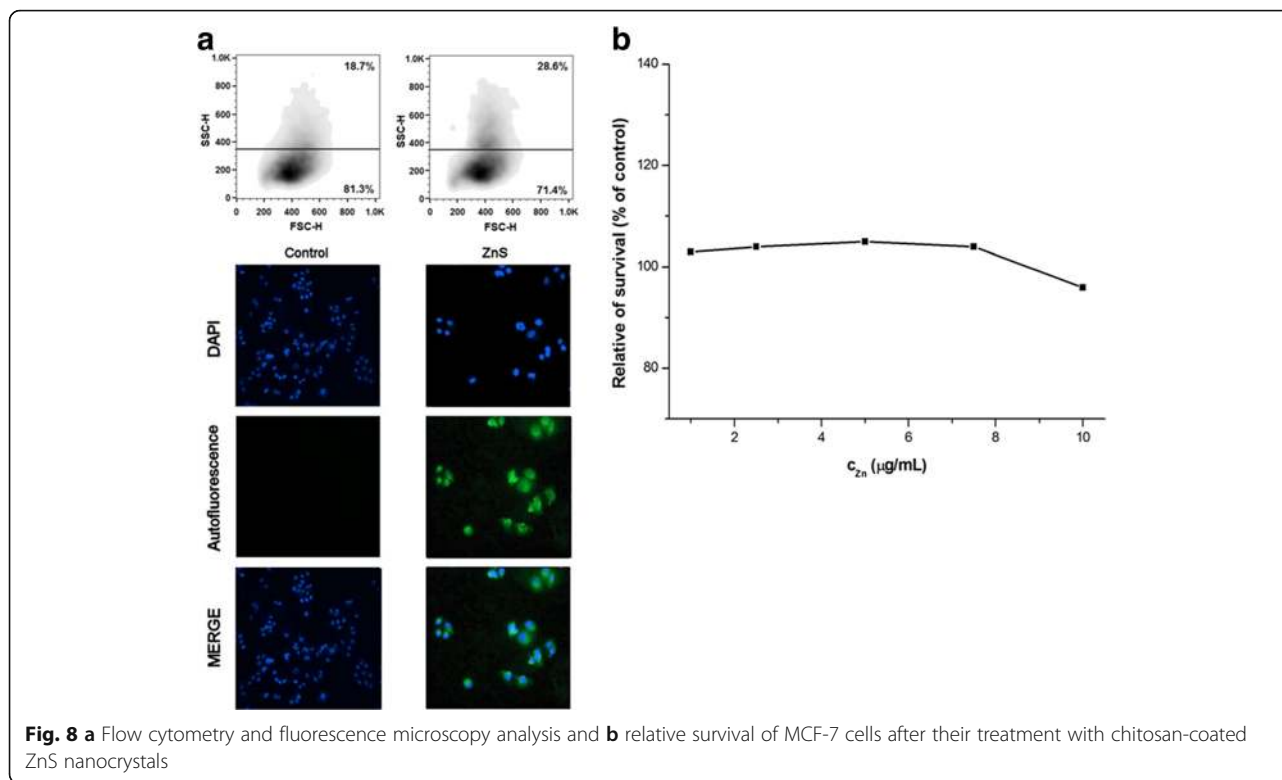 a
b
18.7%
28.6%
1.0K
800
600
400
200
0
SSC-H
81.3%
0 200 400 600 800 1.0K
FSC-H
1.0K
800
600
400
200
0
SSC-H
71.4%
0 200 400 600 800 1.0K
FSC-H
Control
ZnS
DAPI
Autofluorescence
MERGE
Relative of survival (% of control)
140
120
100
80
2 4 6 8 10
cZn (μg/mL)
Fig. 8 a Flow cytometry and fluorescence microscopy analysis and b relative survival of MCF-7 cells after their treatment with chitosan-coated
ZnS nanocrystals